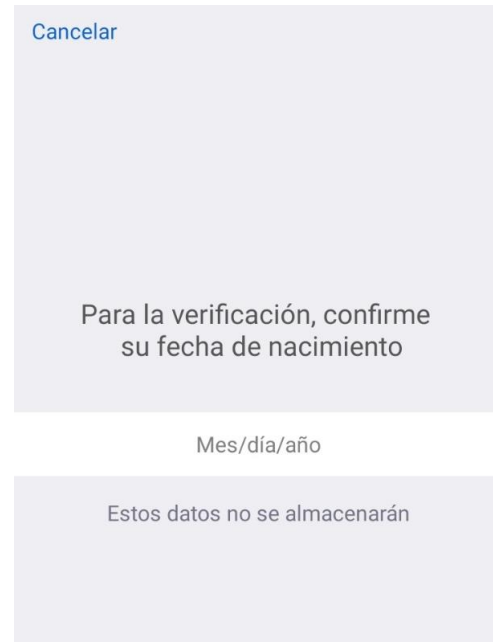 Cancelar
Para la verificación, confirme
su fecha de nacimiento
Mes/día/año
Estos datos no se almacenarán